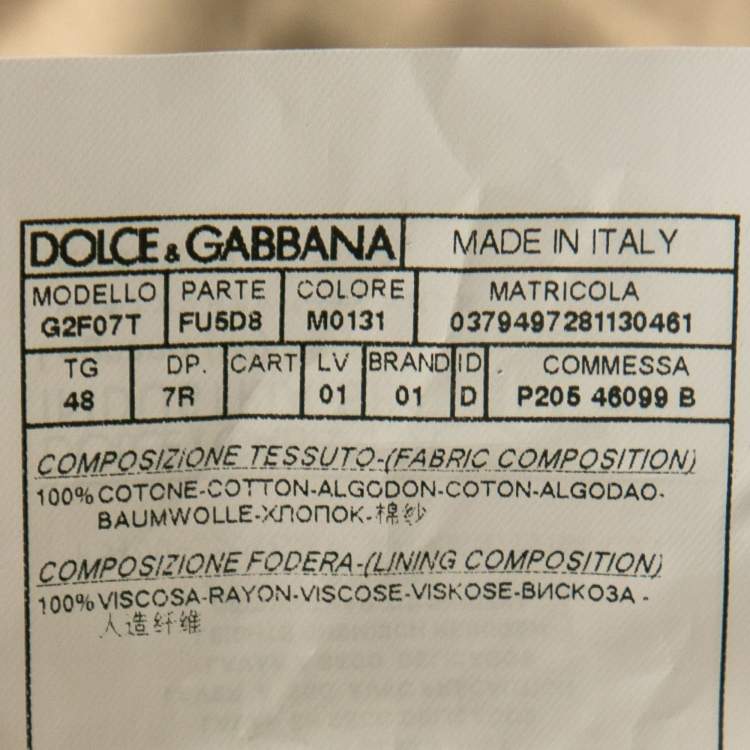 DOLCE & GABBANA MADE IN ITALY
MODELLO PARTE COLORE MATRICOLA
G2F07T FU5D8 M0131 0379497281130461
TG DP. CART LV BRAND ID COMMESSA
48 7R 01 01 D P205 46099 B
COMPOSIZIONE TESSUTO-(FABRIC COMPOSITION)
100% COTONE-COTTON-ALGODON-COTON-ALGODAO-
BAUMWOLLE-ХЛОПОК-棉纱
COMPOSIZIONE FODERA-(LINING COMPOSITION)
100% VISCOSA-RAYON-VISCOSE-VISKOSE-ВИСКОЗА -
人造纤维